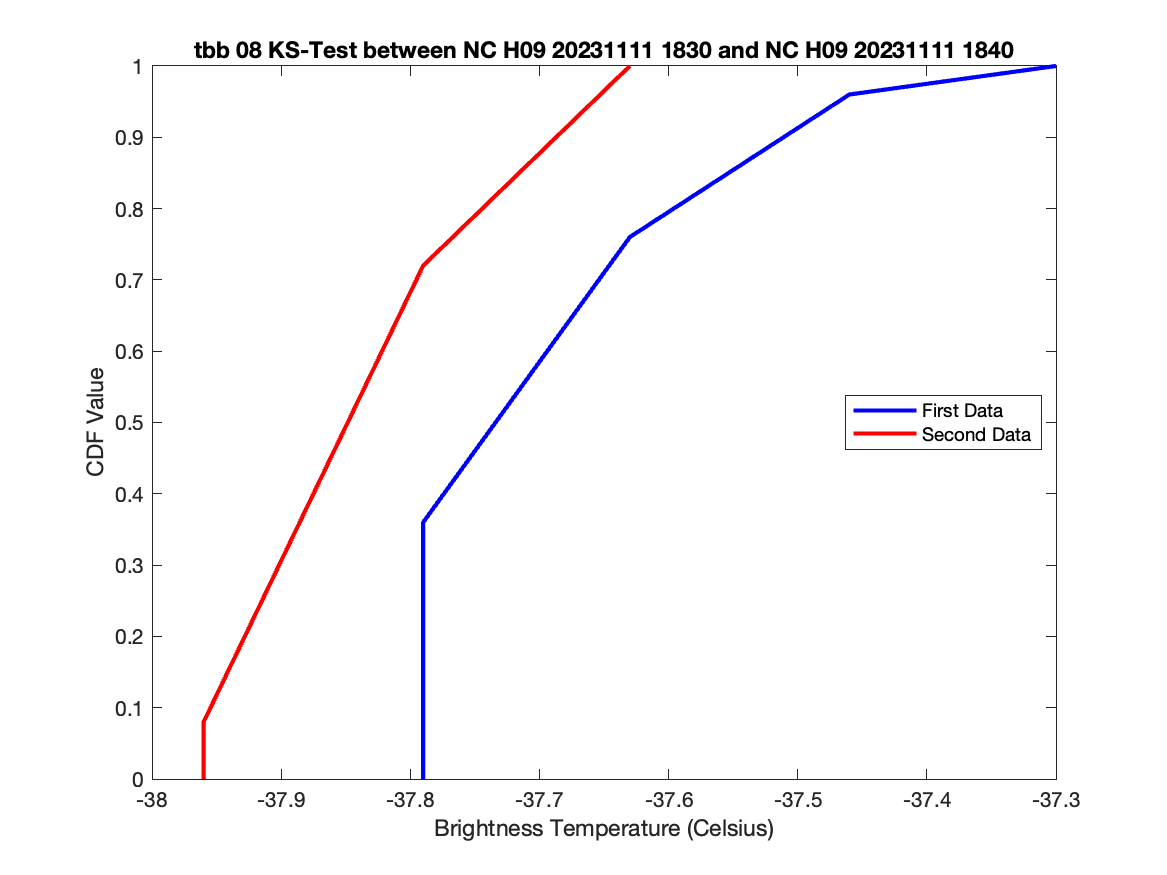 tbb 08 KS-Test between NC H09 20231111 1830 and NC H09 20231111 1840
1
0.9
0.8
0.7
0.6
0.5
0.4
0.3
0.2
0.1
0
CDF Value
First Data
Second Data
-38 -37.9 -37.8 -37.7 -37.6 -37.5 -37.4 -37.3
Brightness Temperature (Celsius)